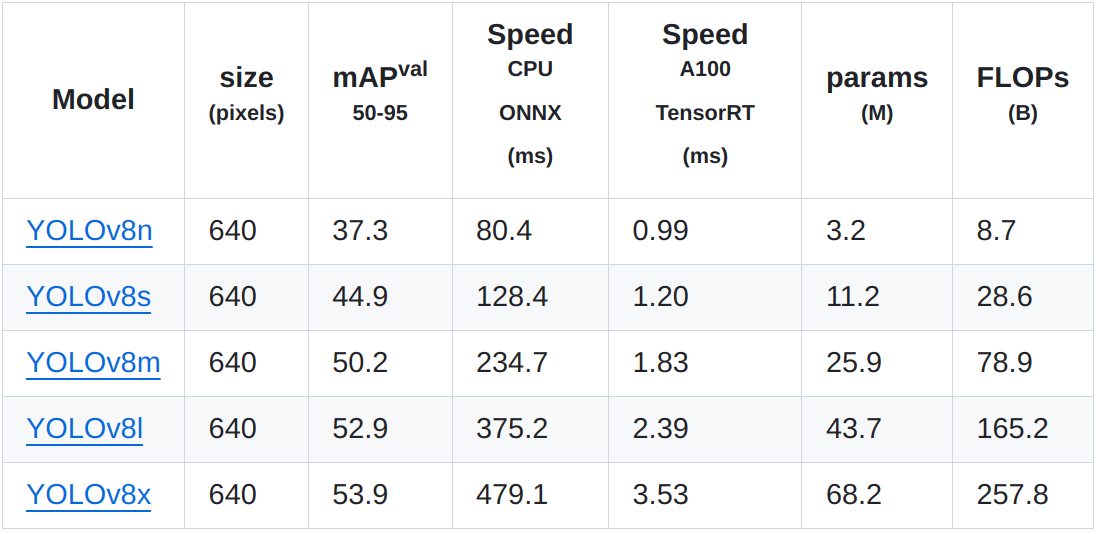 Model size (pixels) mAPval 50-95 Speed CPU ONNX (ms) Speed A100 TensorRT (ms) params (M) FLOPs (B)
YOLOv8n 640 37.3 80.4 0.99 3.2 8.7
YOLOv8s 640 44.9 128.4 1.20 11.2 28.6
YOLOv8m 640 50.2 234.7 1.83 25.9 78.9
YOLOv8l 640 52.9 375.2 2.39 43.7 165.2
YOLOv8x 640 53.9 479.1 3.53 68.2 257.8